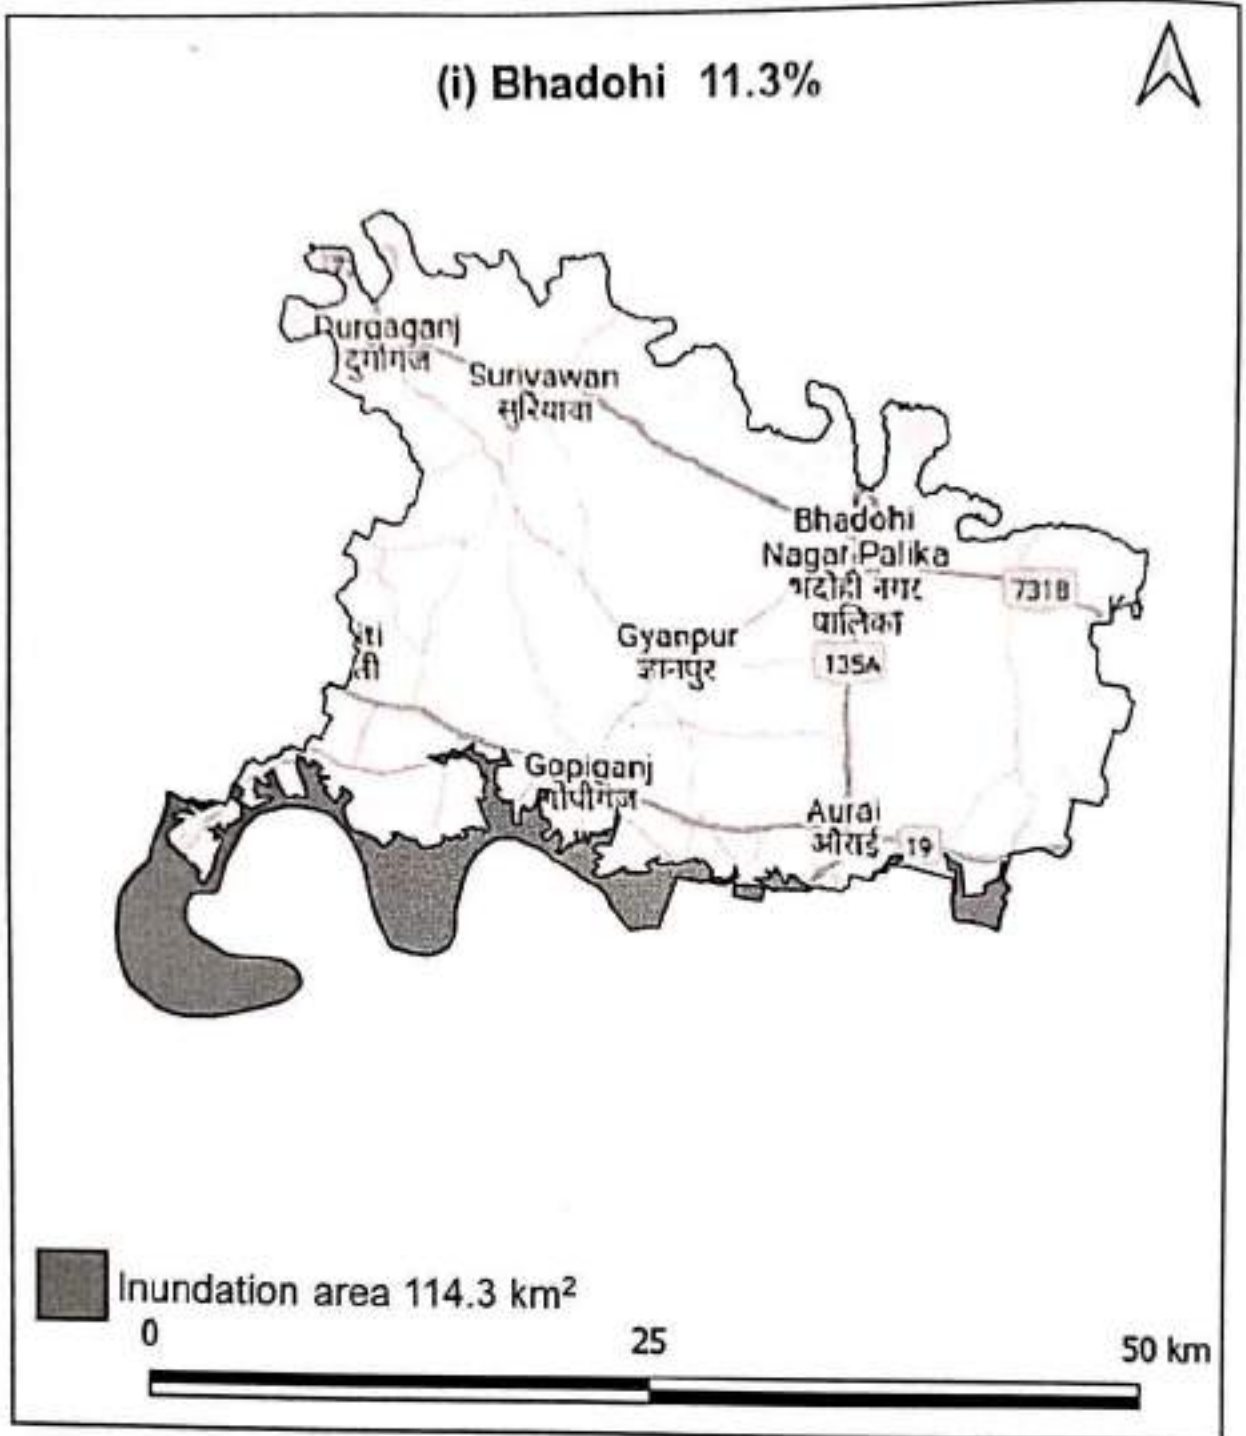 (i) Bhadohi 11.3%
Durgaganj
दुर्गागंज
Suriyawan
सुरियावां
Bhadohi
Nagar Palika
भदोही नगर
पालिका
731B
Gyanpur
ज्ञानपुर
135A
Gopiganj
गोपीगंज
Aurai
औराई
19
Inundation area 114.3 km²
0
25
50 km